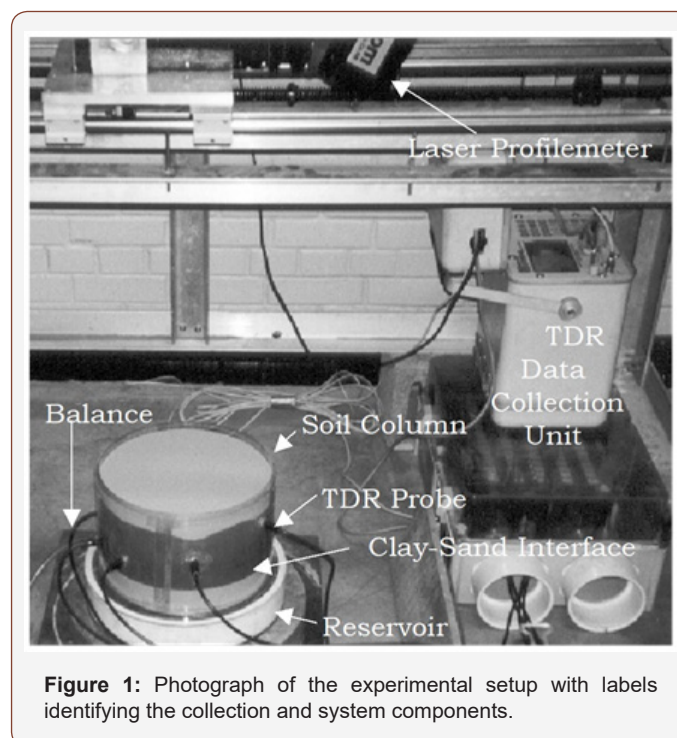 Laser Profilemeter
TDR
Data
Collection
Unit
Balance
Soil Column
TDR Probe
Clay-Sand Interface
Reservoir
Figure 1: Photograph of the experimental setup with labels
identifying the collection and system components.